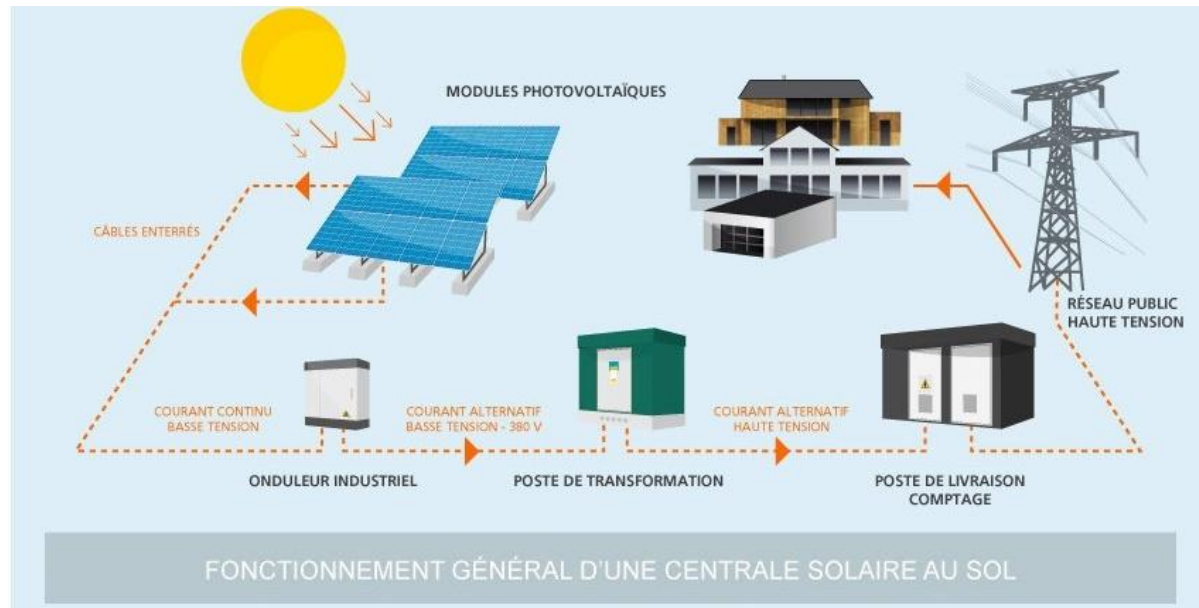 MODULES PHOTOVOLTAÏQUES
CÂBLES ENTERRÉS
RÉSEAU PUBLIC
HAUTE TENSION
COURANT CONTINU
BASSE TENSION
COURANT ALTERNATIF
BASSE TENSION - 380 V
COURANT ALTERNATIF
HAUTE TENSION
ONDULEUR INDUSTRIEL
POSTE DE TRANSFORMATION
POSTE DE LIVRAISON
COMPTAGE
FONCTIONNEMENT GÉNÉRAL D'UNE CENTRALE SOLAIRE AU SOL